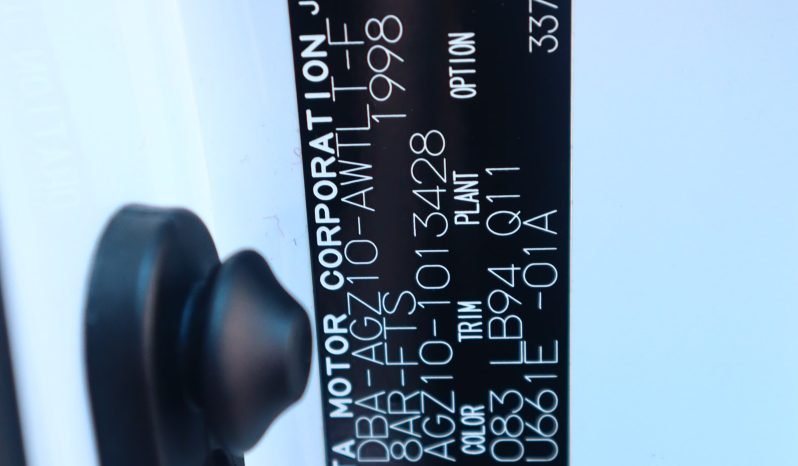 TA MOTOR CORPORATION J
DBA-AGZ10-AWTLT-F
8AR-FTS 1998
AGZ10-1013428
COLOR TRIM PLANT OPTION
083 LB94 Q11
U661E -01A 337